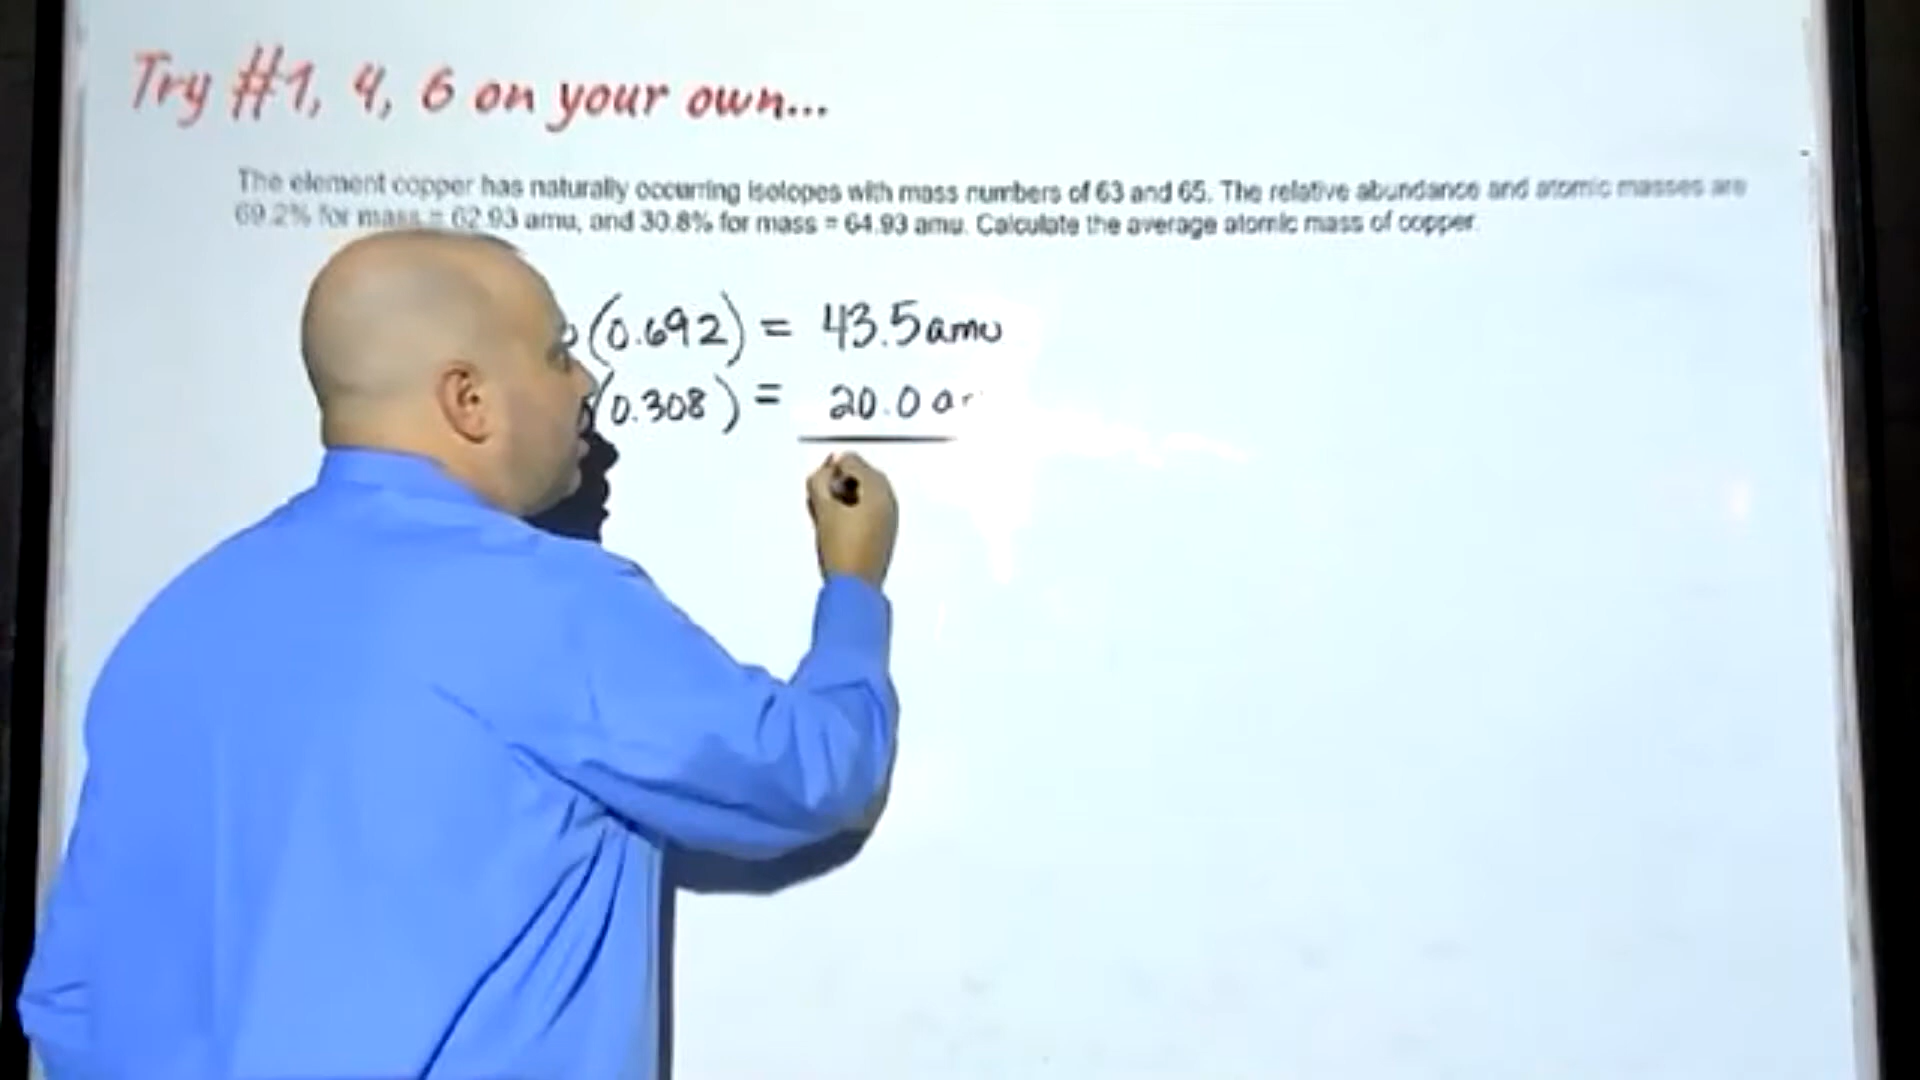 Try #1, 4, 6 on your own...
The element copper has naturally occurring isotopes with mass numbers of 63 and 65. The relative abundance and atomic masses are
69.2% for mass = 62.93 amu, and 30.8% for mass = 64.93 amu. Calculate the average atomic mass of copper.
(0.692) = 43.5 amu
(0.308) = 20.0